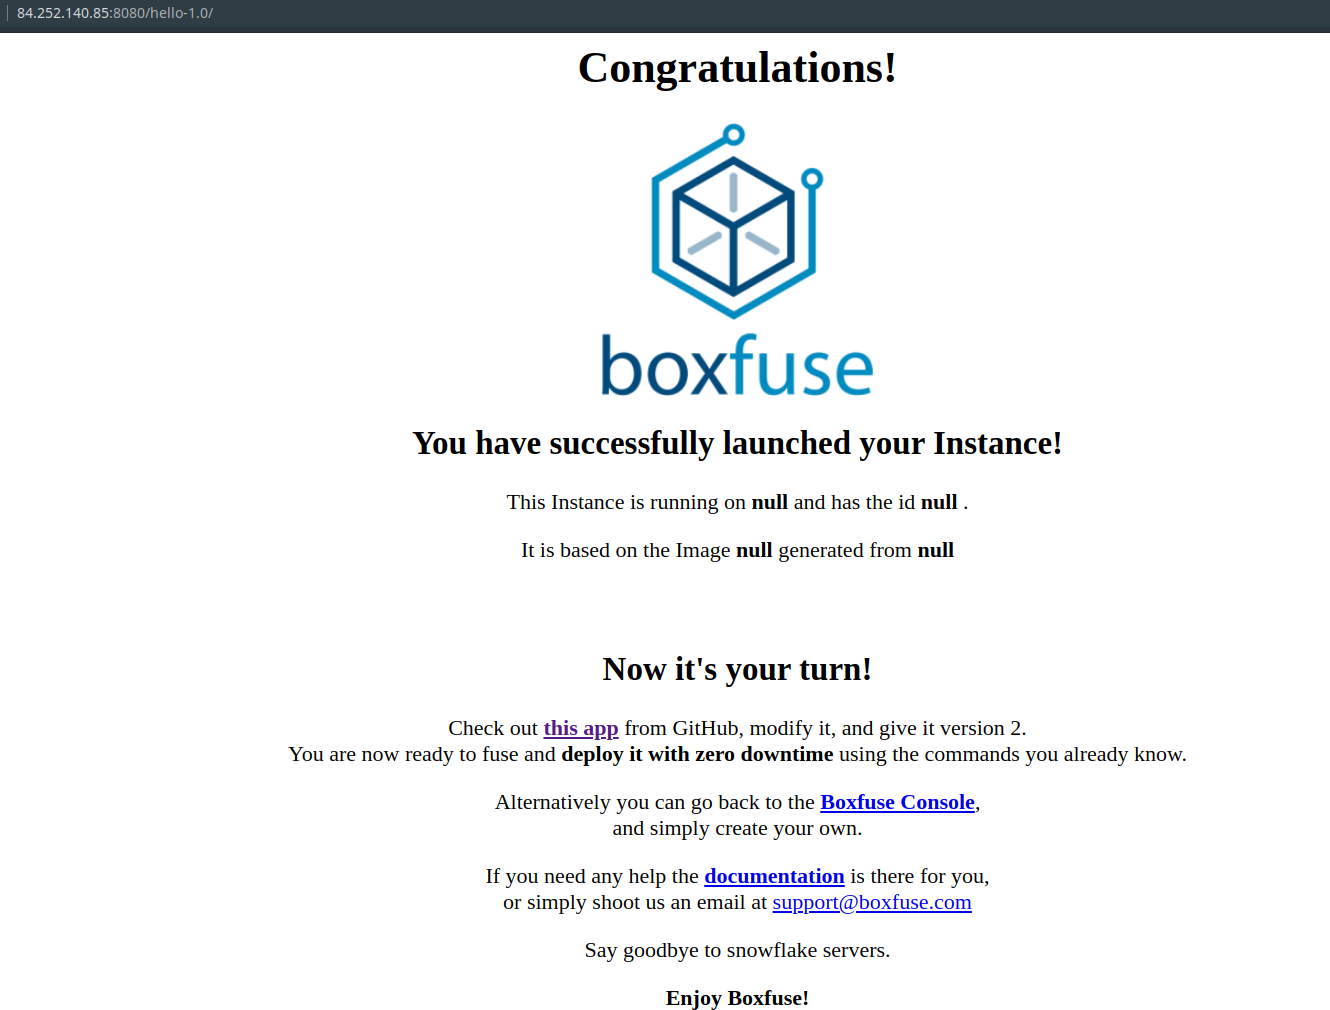 84.252.140.85:8080/hello-1.0/
Congratulations!
boxfuse
You have successfully launched your Instance!
This Instance is running on null and has the id null .
It is based on the Image null generated from null
Now it's your turn!
Check out this app from GitHub, modify it, and give it version 2.
You are now ready to fuse and deploy it with zero downtime using the commands you already know.
Alternatively you can go back to the Boxfuse Console,
and simply create your own.
If you need any help the documentation is there for you,
or simply shoot us an email at support@boxfuse.com
Say goodbye to snowflake servers.
Enjoy Boxfuse!